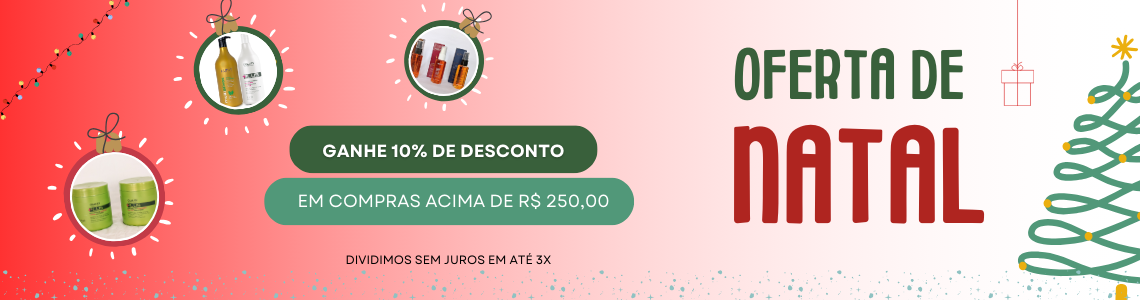 OFERTA DE
NATAL
GANHE 10% DE DESCONTO
EM COMPRAS ACIMA DE R$ 250,00
DIVIDIMOS SEM JUROS EM ATÉ 3X